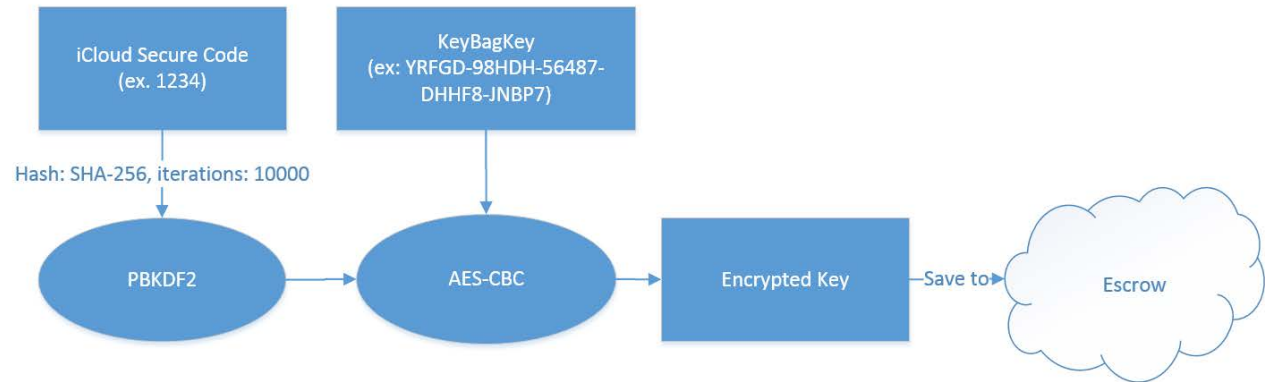 iCloud Secure Code
(ex. 1234)
KeyBagKey
(ex: YRFGD-98HDH-56487-
DHHF8-JNBP7)
Hash: SHA-256, iterations: 10000
PBKDF2
AES-CBC
Encrypted Key
Save to
Escrow